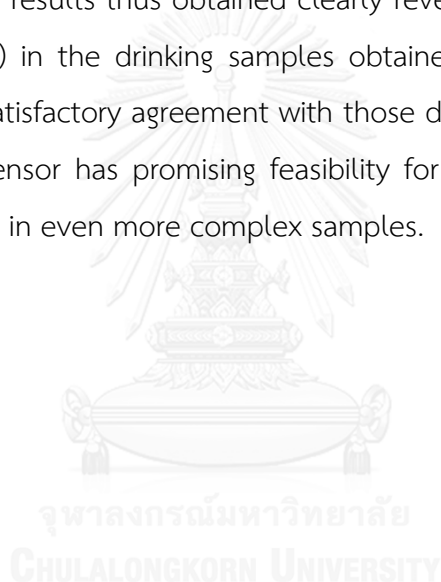 results thus obtained clearly reve
) in the drinking samples obtaine
atisfactory agreement with those d
ensor has promising feasibility for
in even more complex samples.
จุฬาลงกรณ์มหาวิทยาลัย
CHULALONGKORN UNIVERSITY